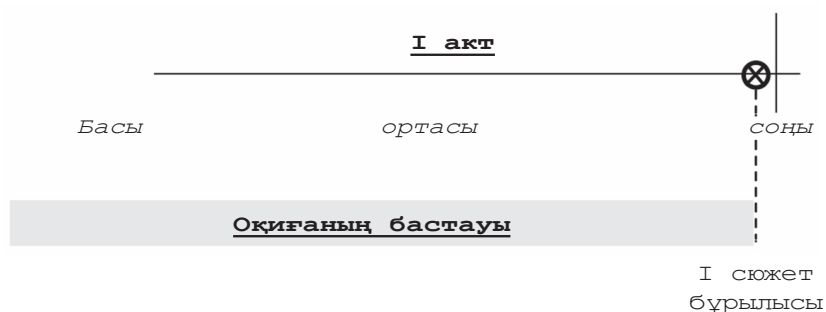 I акт
Басы ортасы соңы
Оқиғаның бастауы
I сюжет
бұрылысы